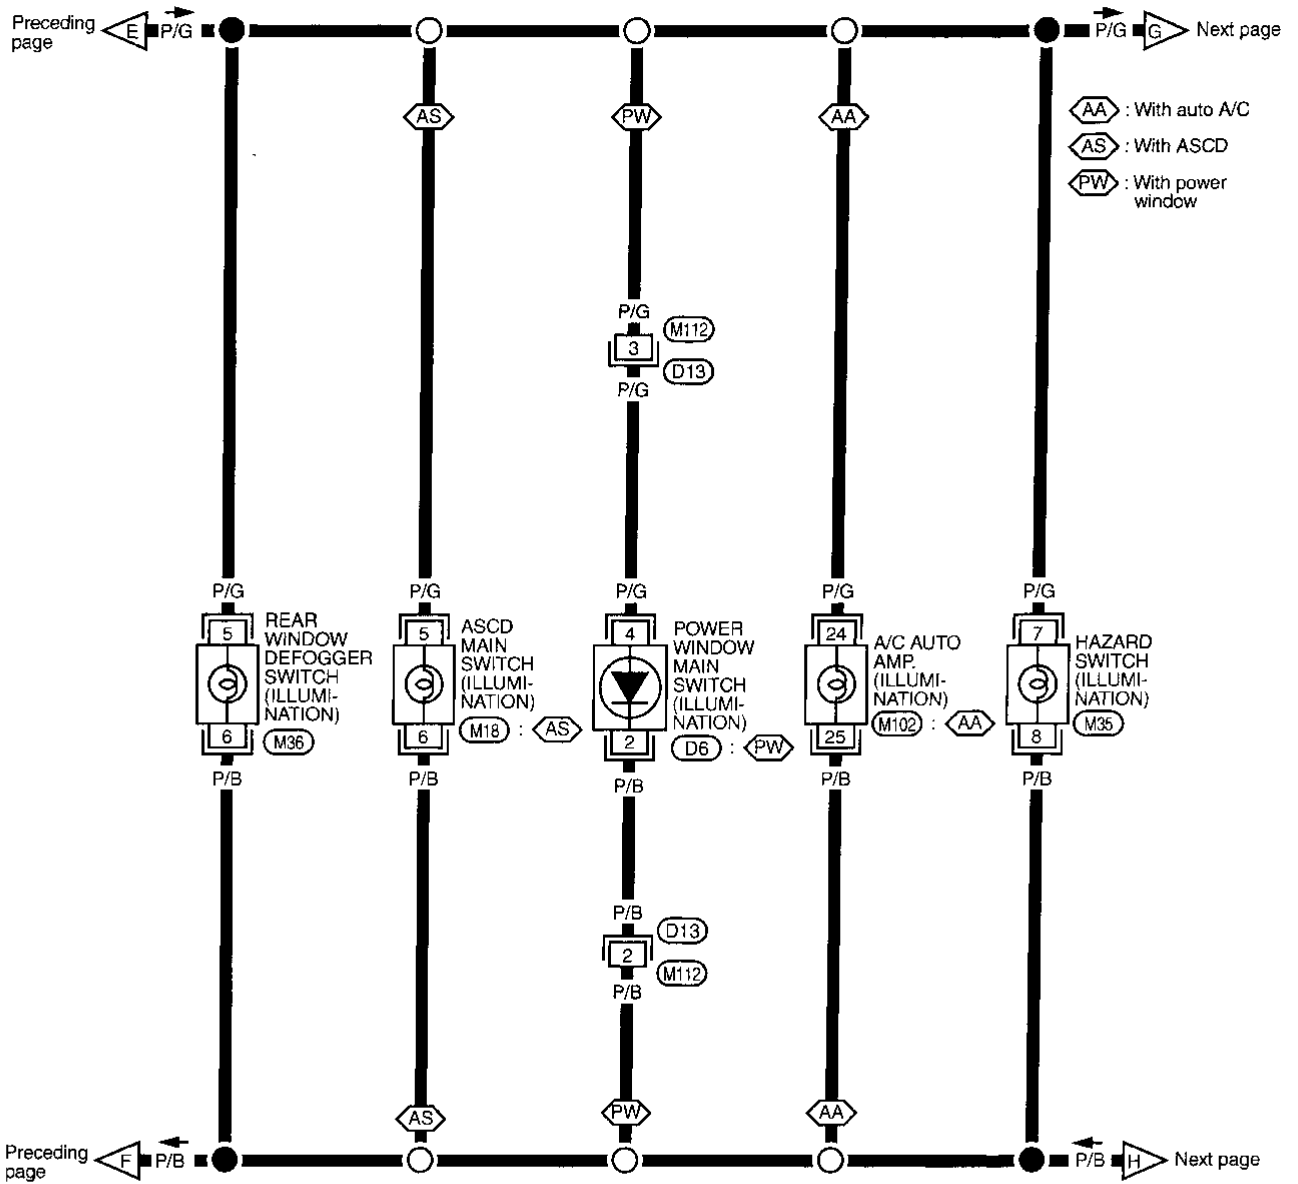 Preceding
page
E
P/G
P/G
G
Next page
AS
PW
AA
AA : With auto A/C
AS : With ASCD
PW : With power
window
P/G
M112
3
D13
P/G
P/G
P/G
P/G
P/G
P/G
5
REAR
WINDOW
DEFOGGER
SWITCH
(ILLUMI-
NATION)
6
M36
5
ASCD
MAIN
SWITCH
(ILLUMI-
NATION)
6
M18 : AS
4
POWER
WINDOW
MAIN
SWITCH
(ILLUMI-
NATION)
2
D6 : PW
24
A/C AUTO
AMP.
(ILLUMI-
NATION)
25
M102 : AA
7
HAZARD
SWITCH
(ILLUMI-
NATION)
8
M35
P/B
P/B
P/B
P/B
P/B
P/B
D13
2
M112
P/B
AS
PW
AA
Preceding
page
F
P/B
P/B
H
Next page